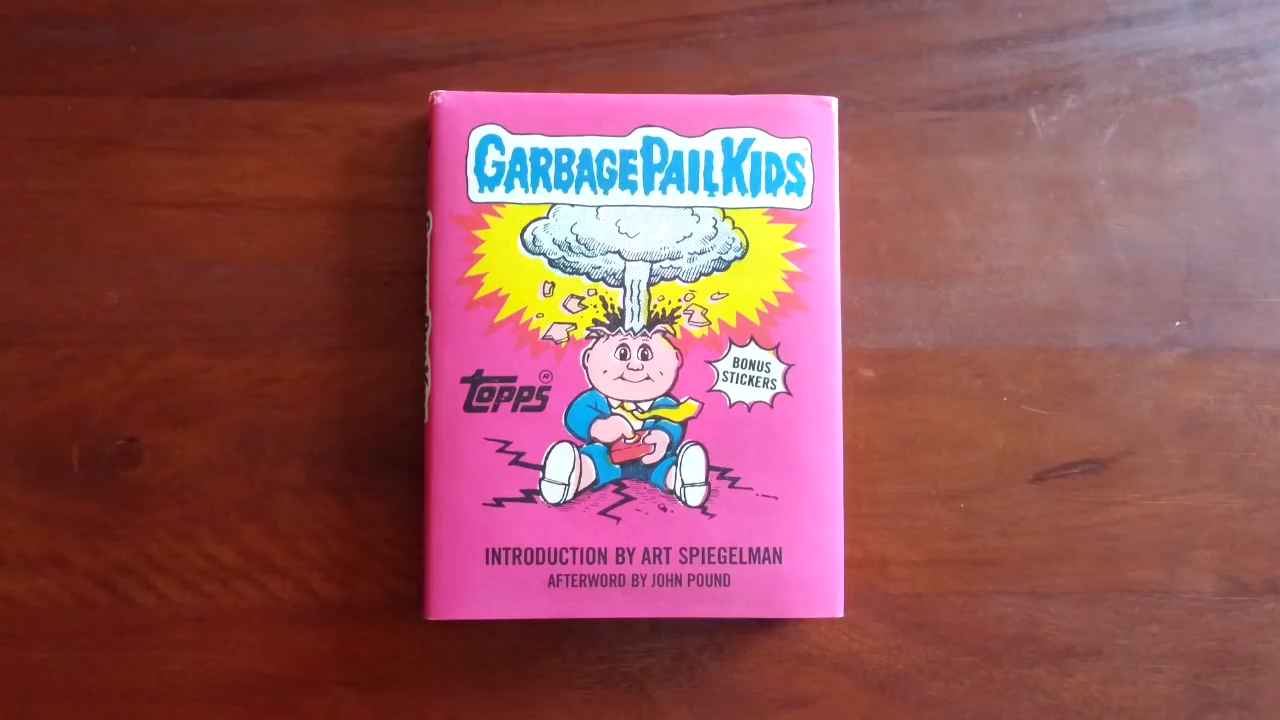 GARBAGE PAIL KIDS
topps®
BONUS
STICKERS
INTRODUCTION BY ART SPIEGELMAN
AFTERWORD BY JOHN POUND